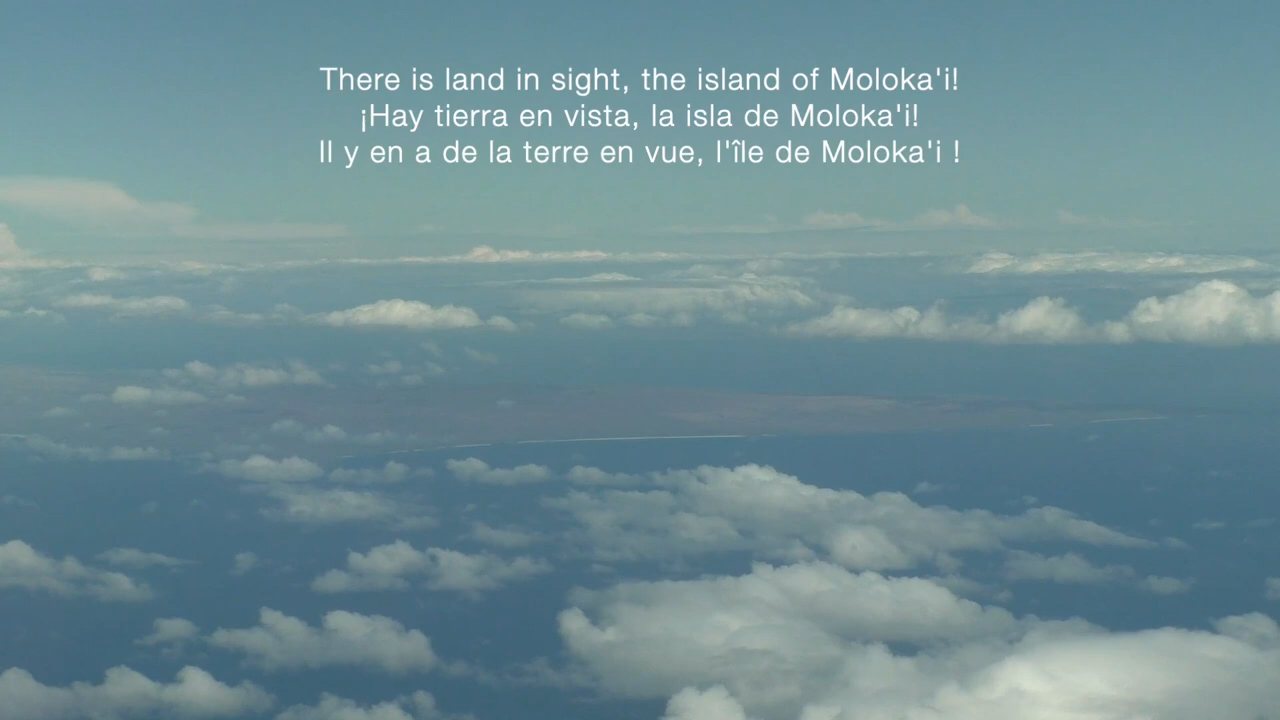 There is land in sight, the island of Moloka'i!
¡Hay tierra en vista, la isla de Moloka'i!
Il y en a de la terre en vue, l'île de Moloka'i !